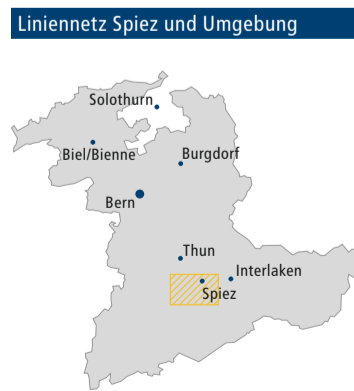 Liniennetz Spiez und Umgebung
Solothurn
Biel/Bienne
Burgdorf
Bern
Thun
Interlaken
Spiez